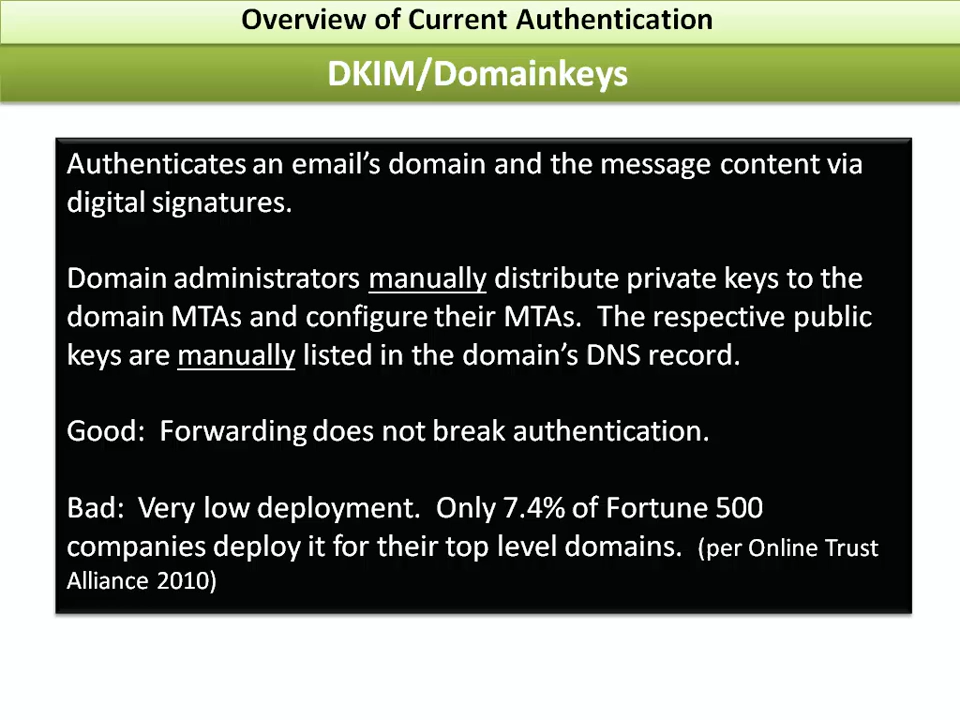 Overview of Current Authentication
DKIM/Domainkeys
Authenticates an email's domain and the message content via
digital signatures.
Domain administrators manually distribute private keys to the
domain MTAs and configure their MTAs.  The respective public
keys are manually listed in the domain's DNS record.
Good:  Forwarding does not break authentication.
Bad:  Very low deployment.  Only 7.4% of Fortune 500
companies deploy it for their top level domains.  (per Online Trust
Alliance 2010)